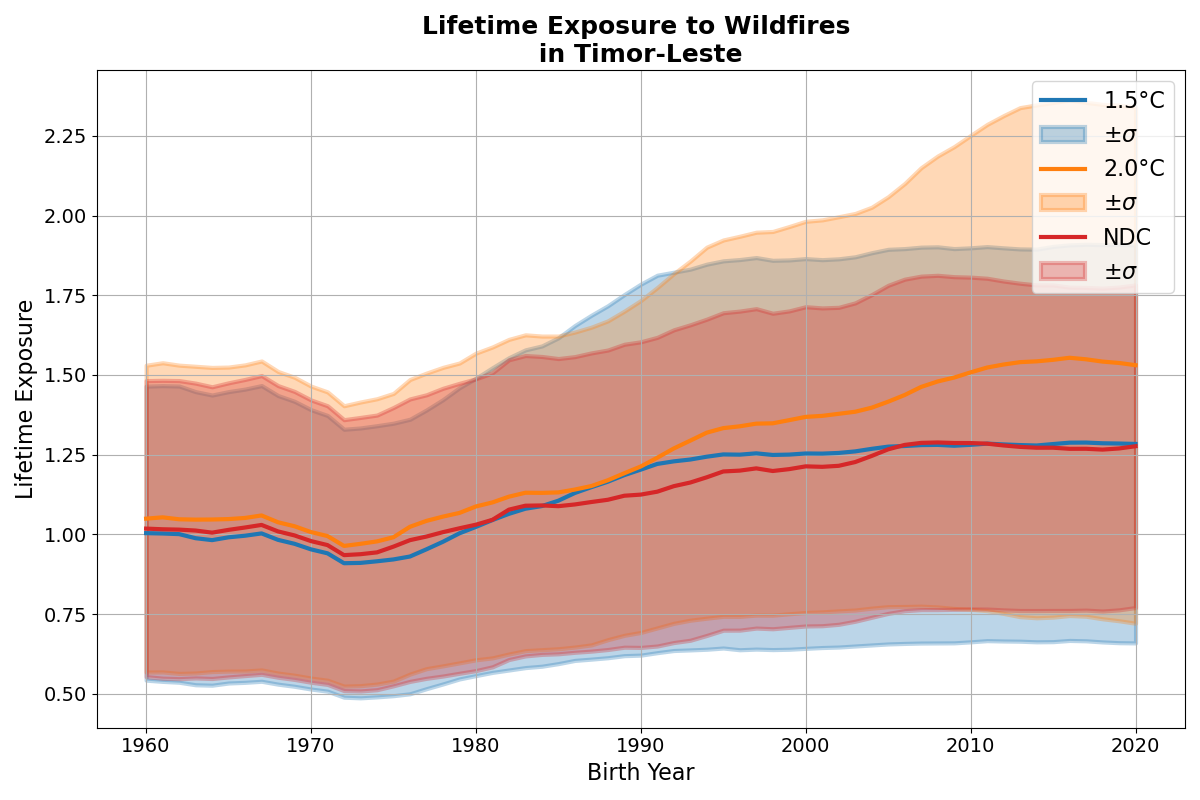 Lifetime Exposure to Wildfires
in Timor-Leste
Lifetime Exposure
2.25
2.00
1.75
1.50
1.25
1.00
0.75
0.50
1.5°C
±σ
2.0°C
±σ
NDC
±σ
1960 1970 1980 1990 2000 2010 2020
Birth Year